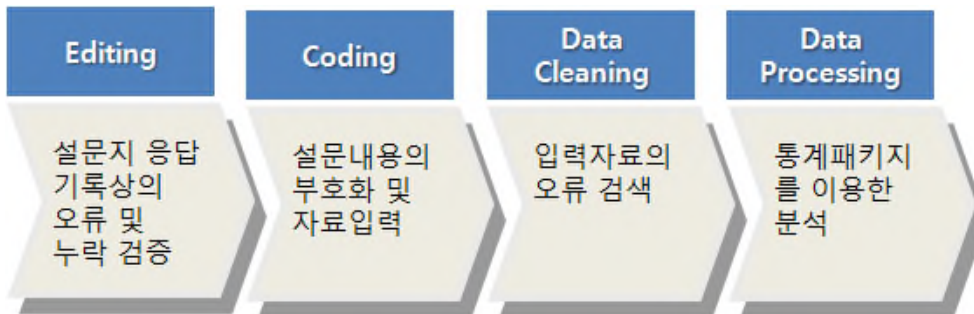 Editing
설문지 응답
기록상의
오류 및
누락 검증
Coding
설문내용의
부호화 및
자료입력
Data
Cleaning
입력자료의
오류 검색
Data
Processing
통계패키지
를 이용한
분석